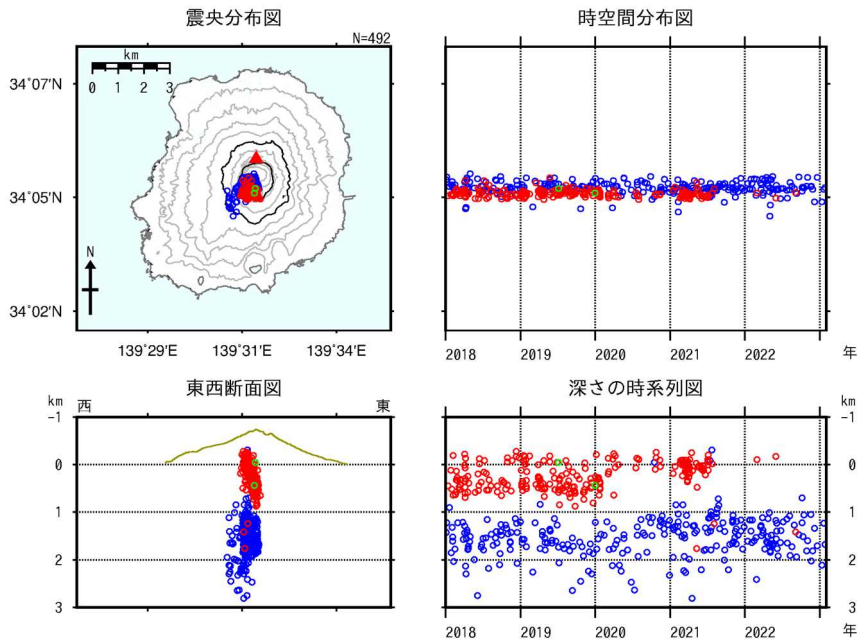 震央分布図
N=492
km
0 1 2 3
34°07'N
34°05'N
34°02'N
N
139°29'E 139°31'E 139°34'E
時空間分布図
2018 2019 2020 2021 2022 年
東西断面図
km
西 東
-1
0
1
2
3
深さの時系列図
km
-1
0
1
2
3
2018 2019 2020 2021 2022 年